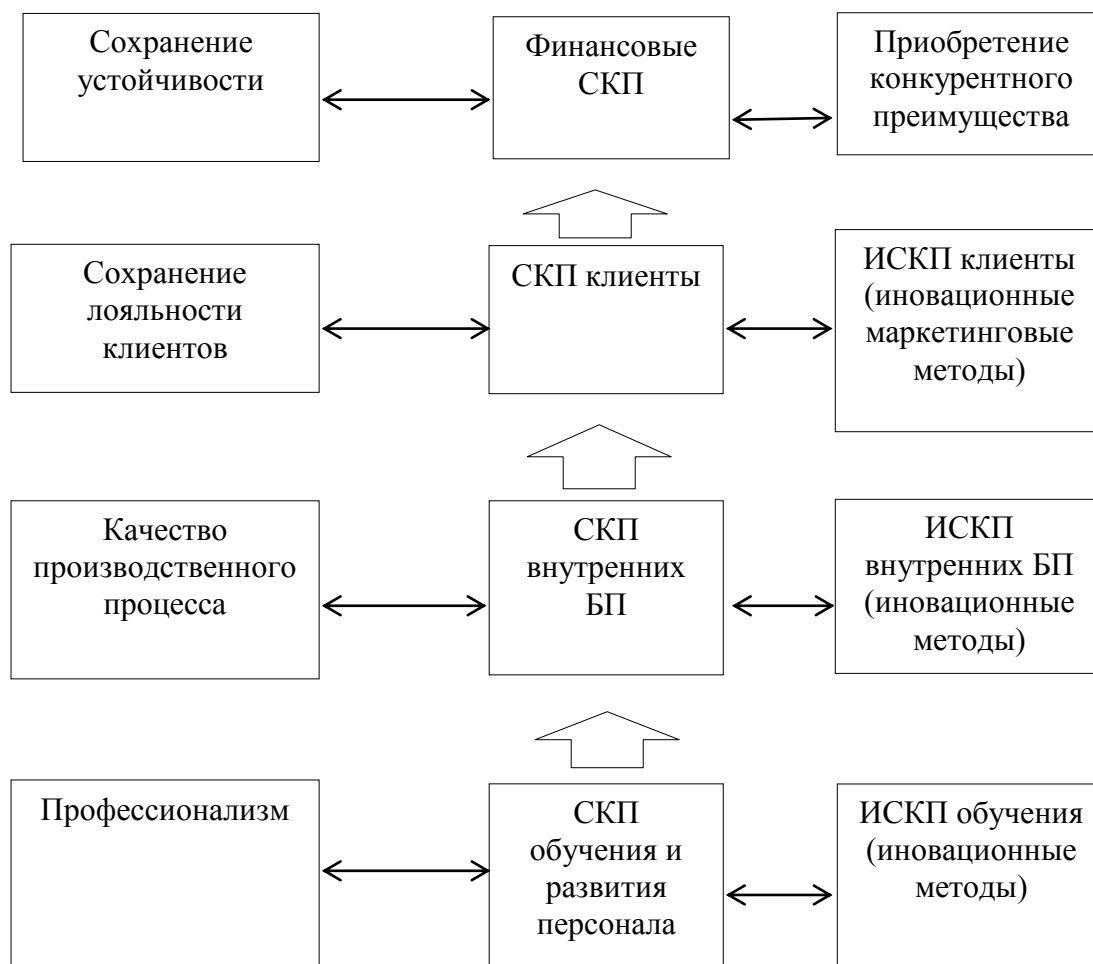 Сохранение
устойчивости
Финансовые
СКП
Приобретение
конкурентного
преимущества
Сохранение
лояльности
клиентов
СКП клиенты
ИСКП клиенты
(иновационные
маркетинговые
методы)
Качество
производственного
процесса
СКП
внутренних
БП
ИСКП
внутренних БП
(иновационные
методы)
Профессионализм
СКП
обучения и
развития
персонала
ИСКП обучения
(иновационные
методы)